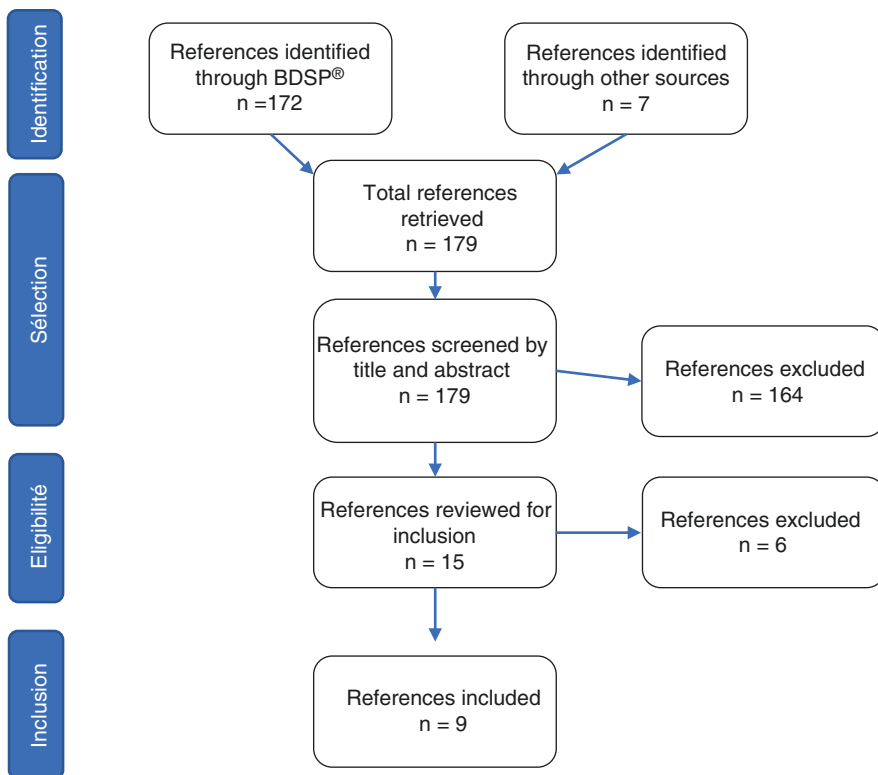 Identification
References identified
through BDSP®
n =172
References identified
through other sources
n = 7
Sélection
Total references
retrieved
n = 179
References screened by
title and abstract
n = 179
References excluded
n = 164
Eligibilité
References reviewed for
inclusion
n = 15
References excluded
n = 6
Inclusion
References included
n = 9